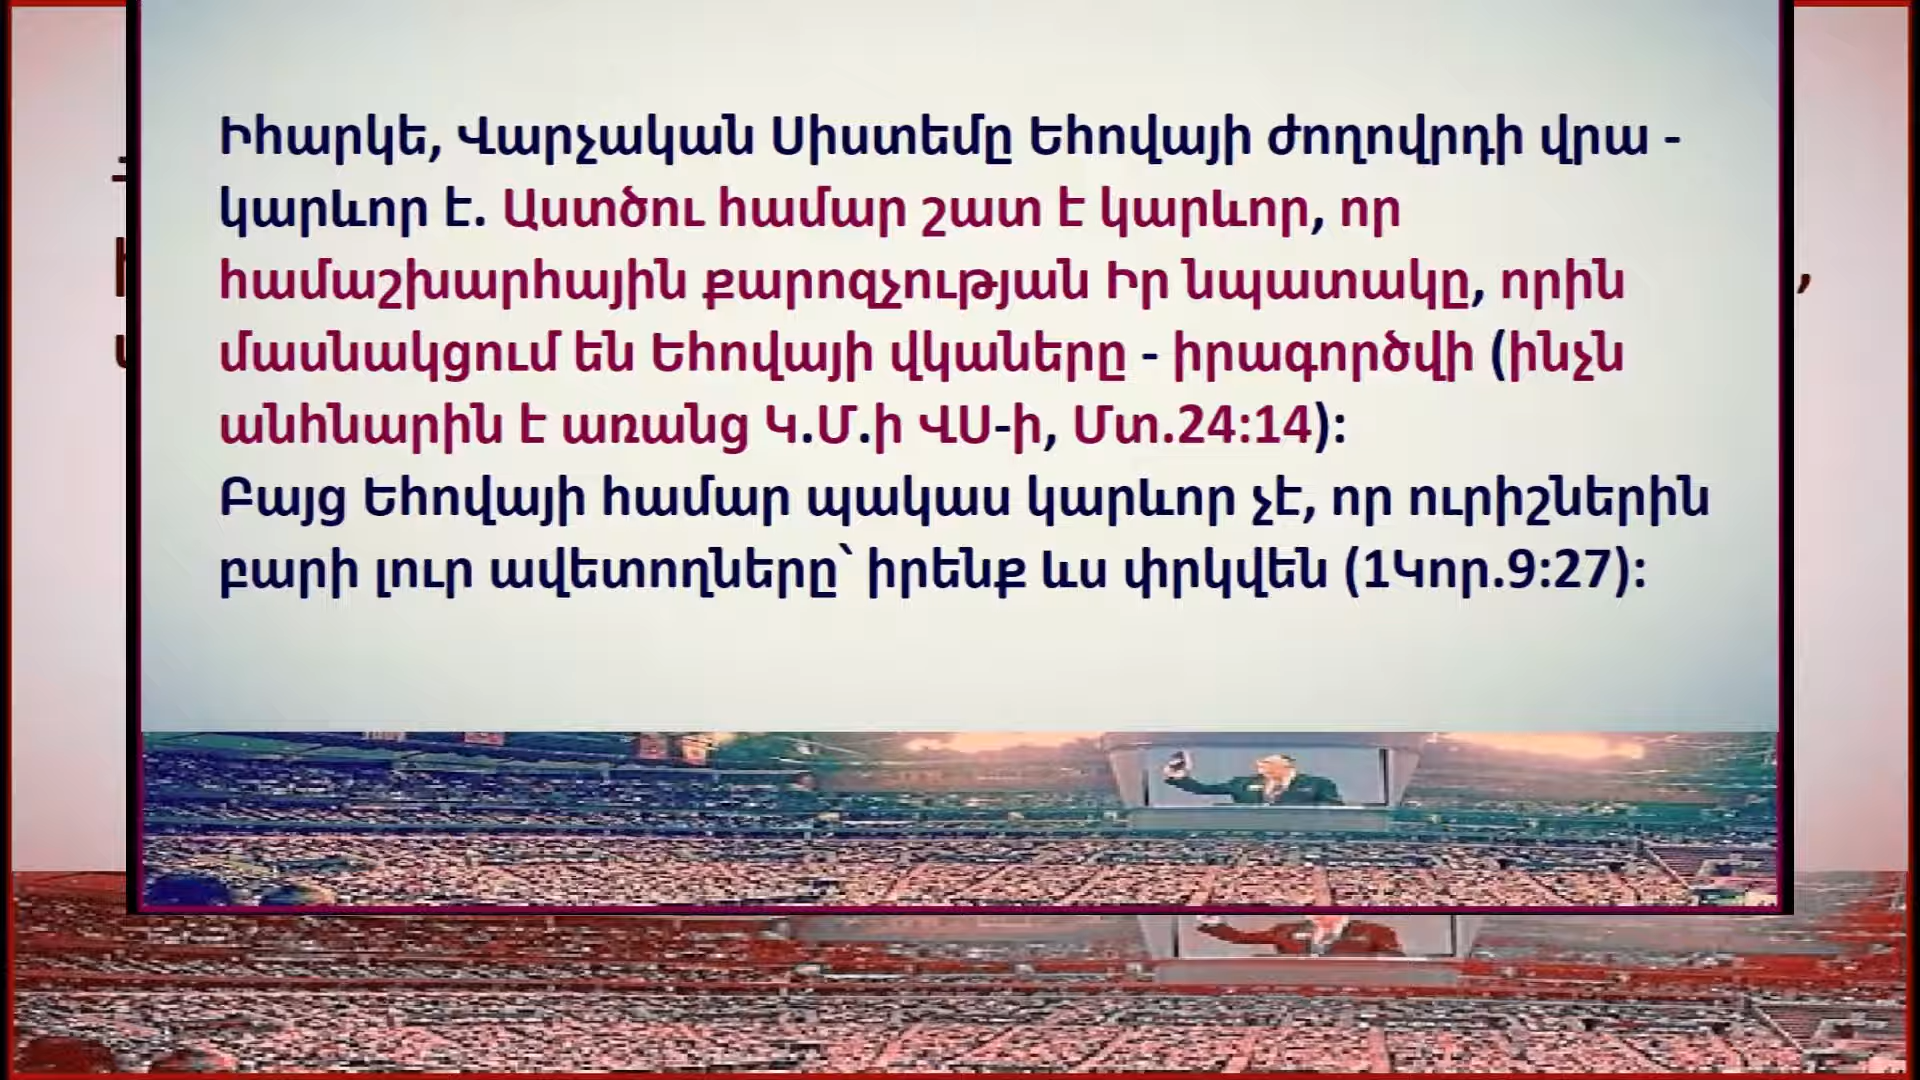 Իհարկե, Վարչական Սիստեմը Եհովայի ժողովրդի վրա -
կարևոր է. Աստծու համար շատ է կարևոր, որ
համաշխարհային քարոզչության Իր նպատակը, որին
մասնակցում են Եհովայի վկաները - իրագործվի (ինչն
անհնարին է առանց Կ.Մ.ի ՎՍ-ի, Մտ.24:14):
Բայց Եհովայի համար պակաս կարևոր չէ, որ ուրիշներին
բարի լուր ավետողները՝ իրենք ևս փրկվեն (1Կոր.9:27):